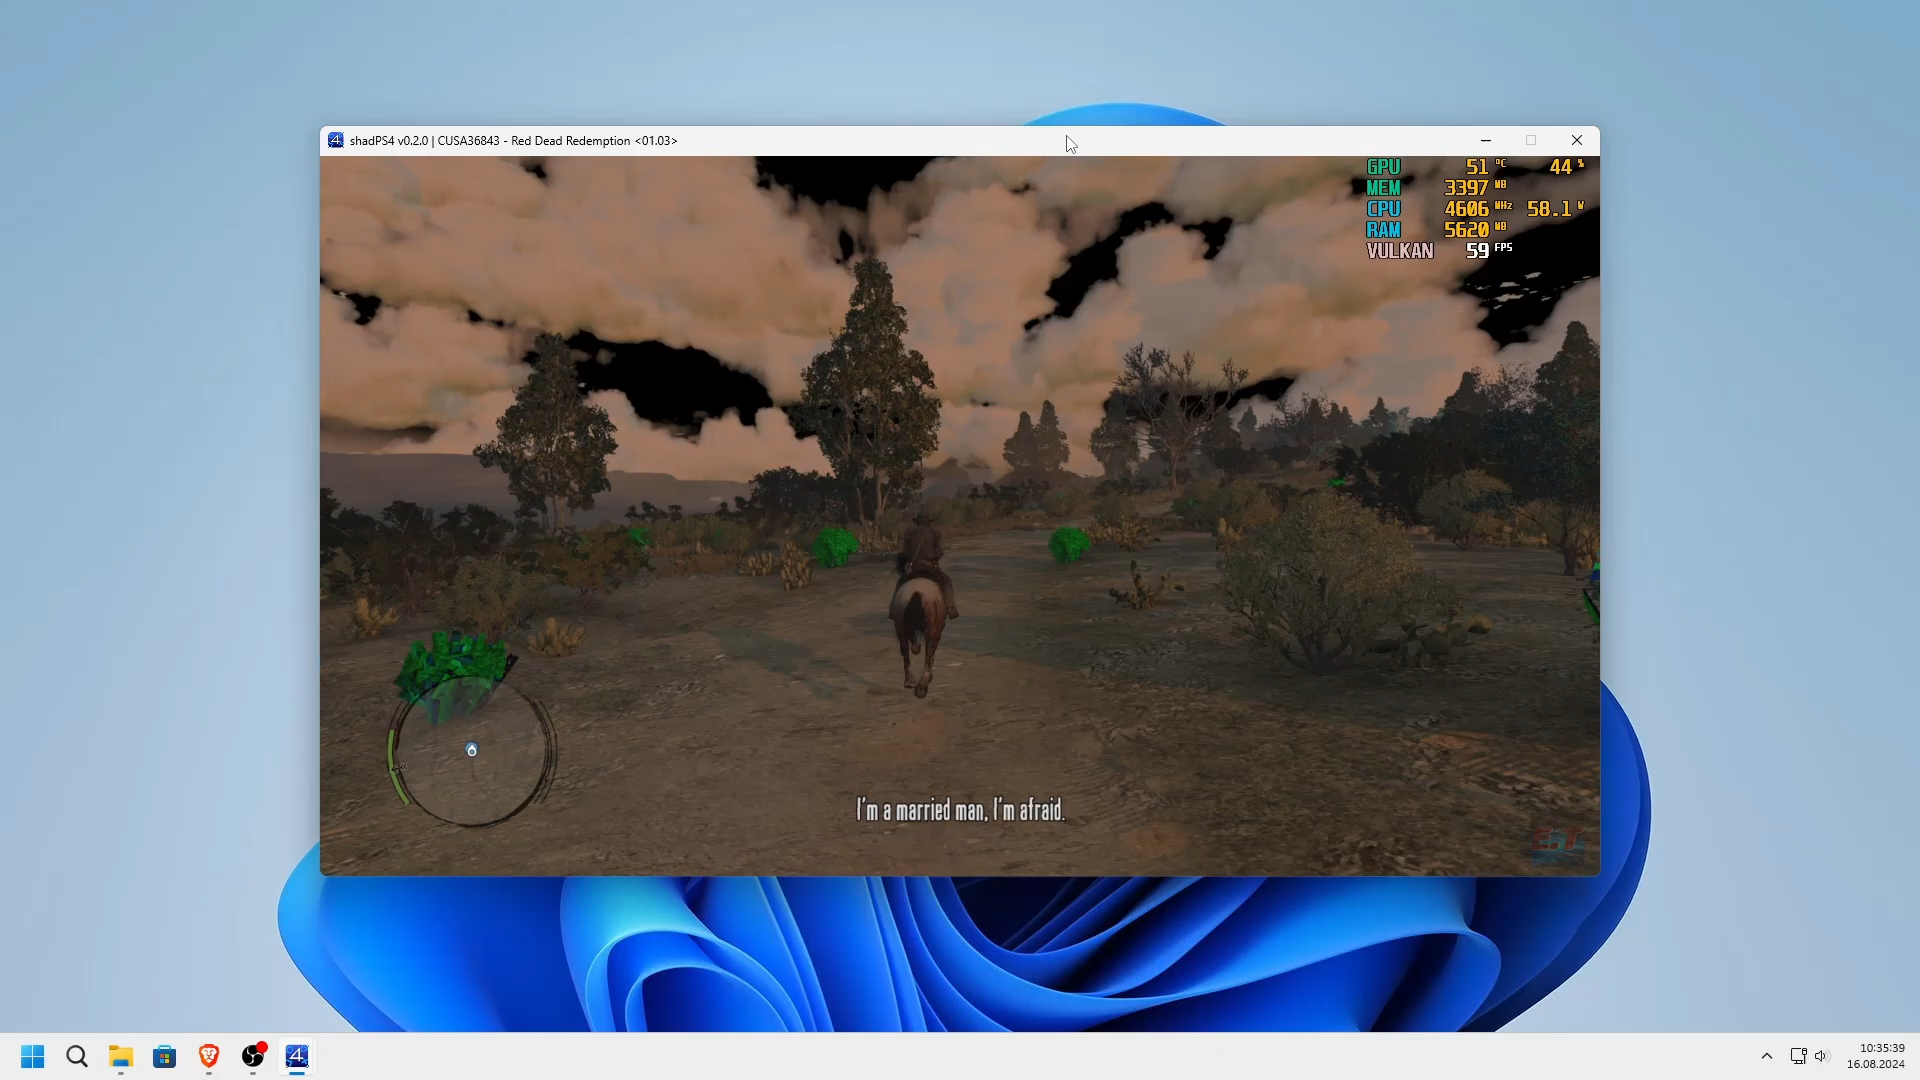 shadPS4 v0.2.0 | CUSA36843 - Red Dead Redemption <01.03>
GPU 51 °C 44 %
MEM 3397 MB
CPU 4606 MHz 58.1 W
RAM 5620 MB
VULKAN 59 FPS
I'm a married man, I'm afraid.
E:T
10:35:39
16.08.2024